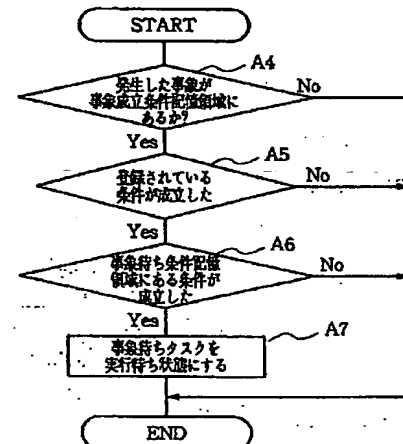 START
A4
発生した事象が
事象成立条件記憶領域に
あるか?
No
Yes
A5
登録されている
条件が成立した
No
Yes
A6
事象待ち条件記憶
領域にある条件が
成立した
No
Yes
A7
事象待ちタスクを
実行待ち状態にする
END